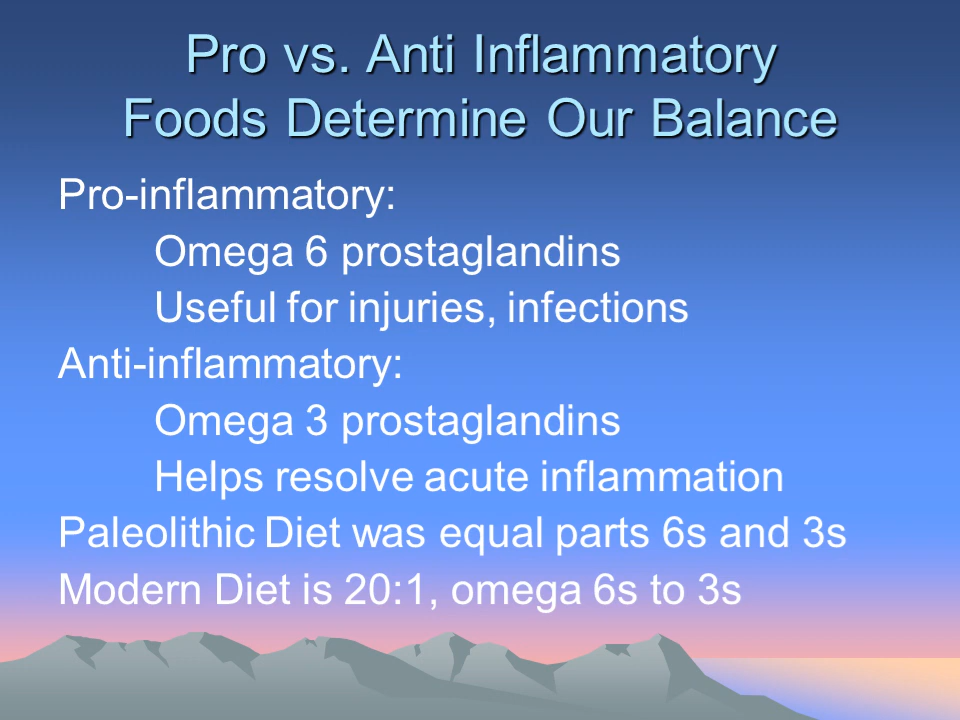 Pro vs. Anti Inflammatory
Foods Determine Our Balance
Pro-inflammatory:
Omega 6 prostaglandins
Useful for injuries, infections
Anti-inflammatory:
Omega 3 prostaglandins
Helps resolve acute inflammation
Paleolithic Diet was equal parts 6s and 3s
Modern Diet is 20:1, omega 6s to 3s